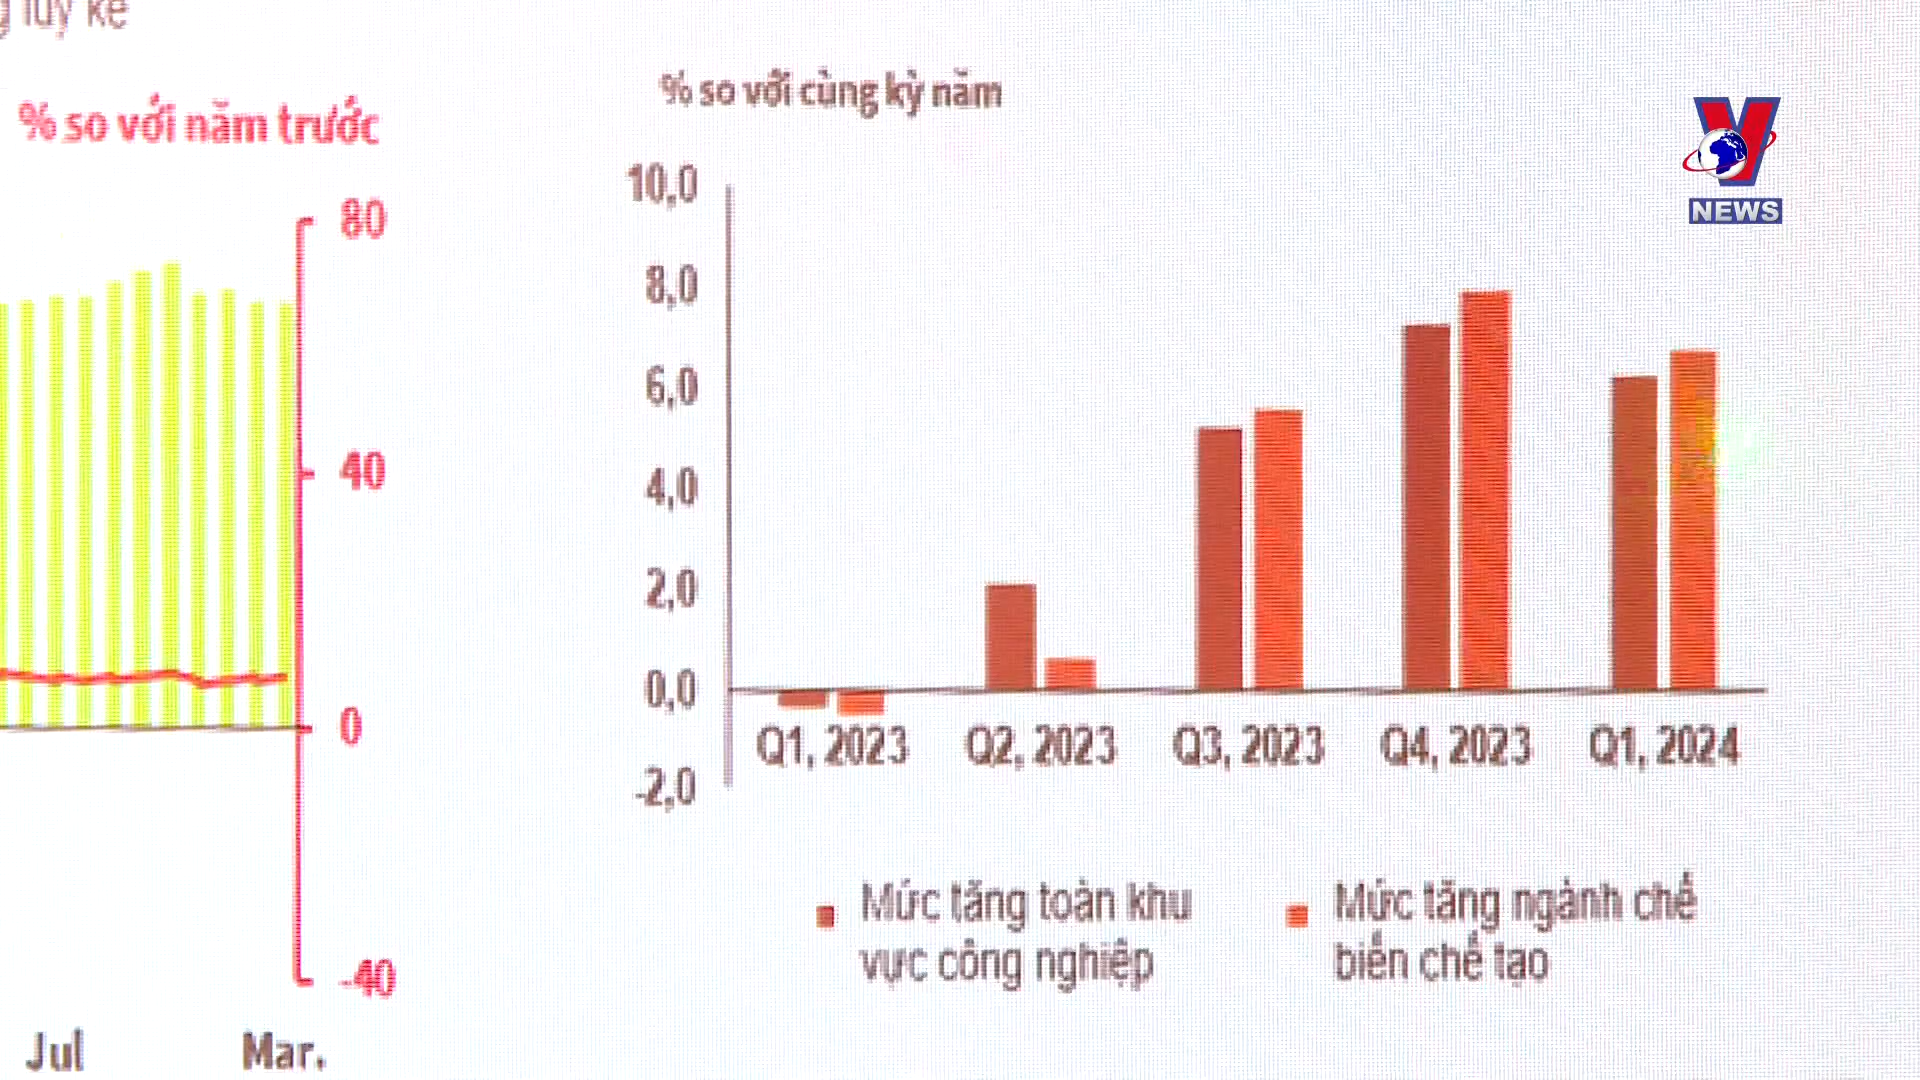 lũy kế
% so với năm trước
80
40
0
-40
Jul
Mar.
% so với cùng kỳ năm
10,0
8,0
6,0
4,0
2,0
0,0
-2,0
Q1, 2023
Q2, 2023
Q3, 2023
Q4, 2023
Q1, 2024
Mức tăng toàn khu
vực công nghiệp
Mức tăng ngành chế
biến chế tạo
V
NEWS